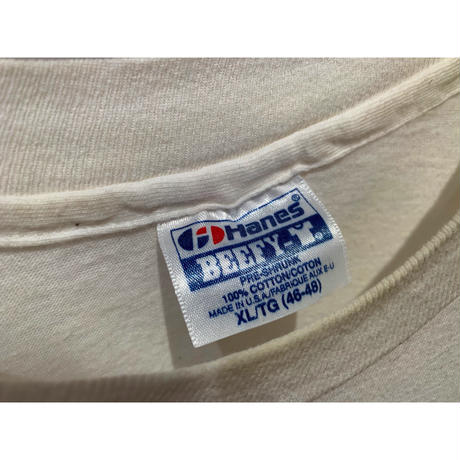 Hanes®
BEEFY-T®
PRE-SHRUNK
100% COTTON/COTON
MADE IN U.S.A./FABRIQUE AUX E-U
XL/TG (46-48)